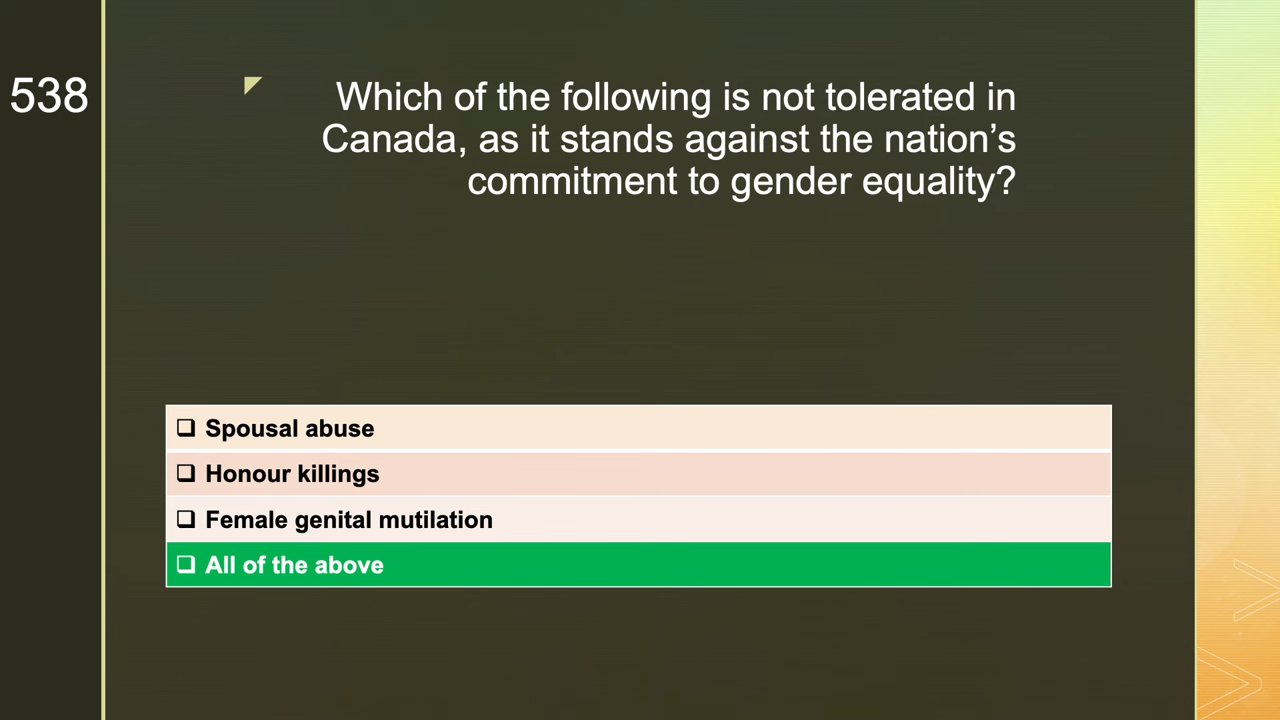 538
Which of the following is not tolerated in
Canada, as it stands against the nation’s
commitment to gender equality?
❑ Spousal abuse
❑ Honour killings
❑ Female genital mutilation
❑ All of the above